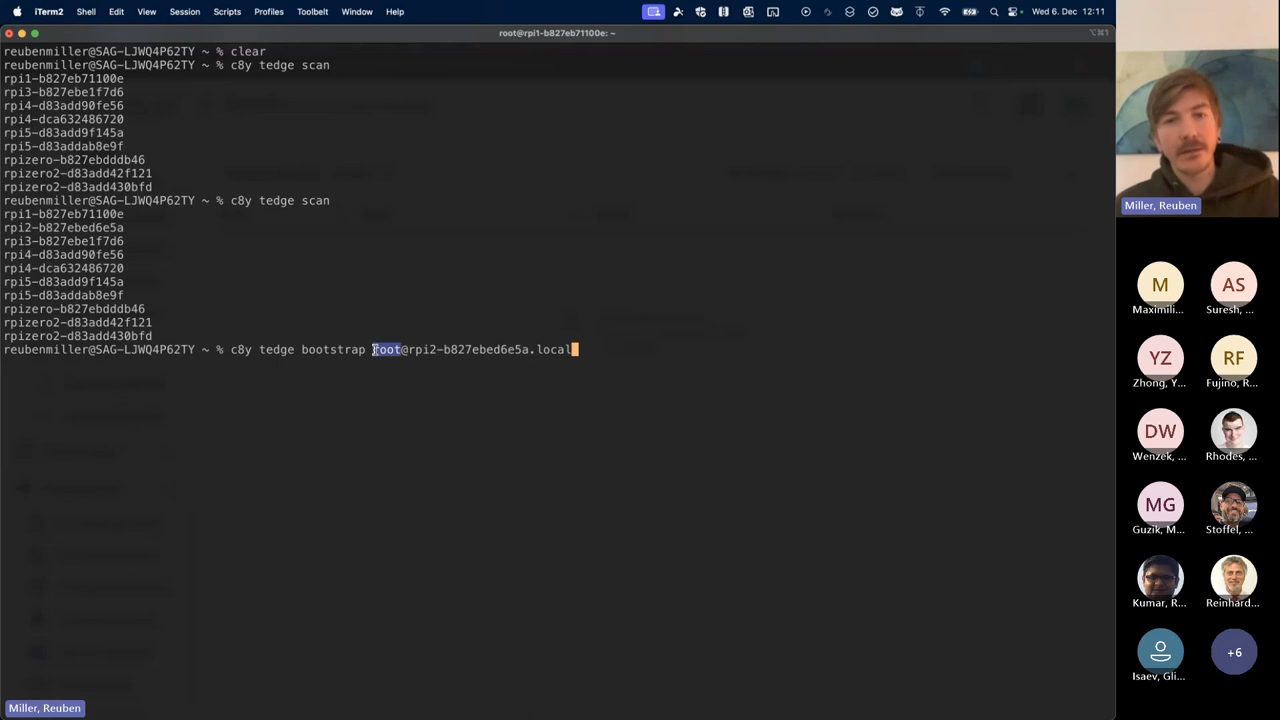 iTerm2 Shell Edit View Session Scripts Profiles Toolbelt Window Help Wed 6. Dec 12:11
root@rpi1-b827eb71100e: ~ ⌥⌘1
reubenmiller@SAG-LJWQ4P62TY ~ % clear
reubenmiller@SAG-LJWQ4P62TY ~ % c8y tedge scan
rpi1-b827eb71100e
rpi3-b827ebe1f7d6
rpi4-d83add90fe56
rpi4-dca632486720
rpi5-d83add9f145a
rpi5-d83addab8e9f
rpizero-b827ebdddb46
rpizero2-d83add42f121
rpizero2-d83add430bfd
reubenmiller@SAG-LJWQ4P62TY ~ % c8y tedge scan
rpi1-b827eb71100e
rpi2-b827ebed6e5a
rpi3-b827ebe1f7d6
rpi4-d83add90fe56
rpi4-dca632486720
rpi5-d83add9f145a
rpi5-d83addab8e9f
rpizero-b827ebdddb46
rpizero2-d83add42f121
rpizero2-d83add430bfd
reubenmiller@SAG-LJWQ4P62TY ~ % c8y tedge bootstrap root@rpi2-b827ebed6e5a.local
Miller, Reuben
Miller, Reuben
M AS
Maximili... Suresh, ...
YZ RF
Zhong, Y... Fujino, R...
DW
Wenzek, ... Rhodes, ...
MG
Guzik, M... Stoffel, ...
Kumar, R... Reinhard...
+6
Isaev, Gli...